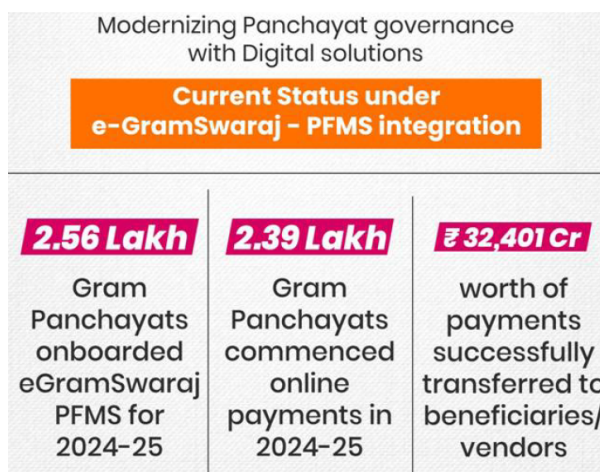 Modernizing Panchayat governance
with Digital solutions
Current Status under
e-GramSwaraj - PFMS integration
2.56 Lakh
Gram
Panchayats
onboarded
eGramSwaraj
PFMS for
2024-25
2.39 Lakh
Gram
Panchayats
commenced
online
payments in
2024-25
₹ 32,401 Cr
worth of
payments
successfully
transferred to
beneficiaries/
vendors